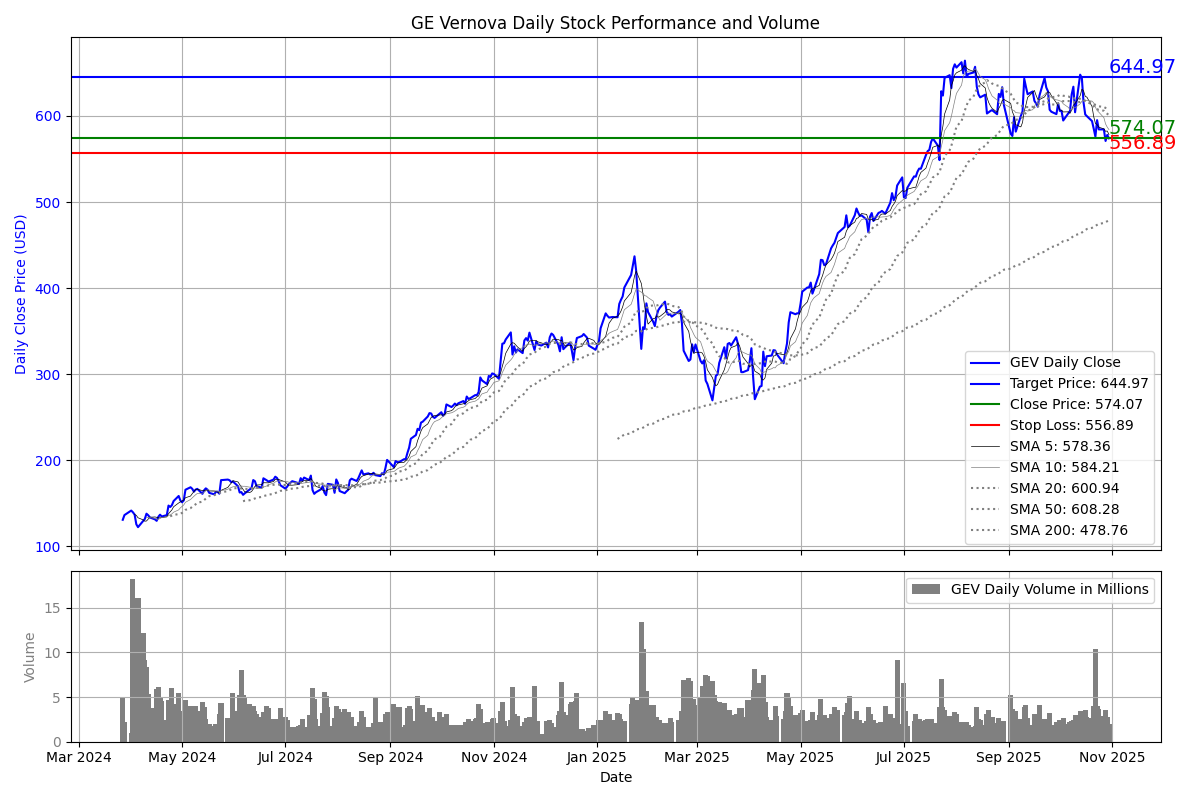 GE Vernova Daily Stock Performance and Volume
644.97
574.07
556.89
600
500
400
300
200
100
Daily Close Price (USD)
GEV Daily Close
Target Price: 644.97
Close Price: 574.07
Stop Loss: 556.89
SMA 5: 578.36
SMA 10: 584.21
SMA 20: 600.94
SMA 50: 608.28
SMA 200: 478.76
GEV Daily Volume in Millions
15
10
5
0
Volume
Mar 2024 May 2024 Jul 2024 Sep 2024 Nov 2024 Jan 2025 Mar 2025 May 2025 Jul 2025 Sep 2025 Nov 2025
Date